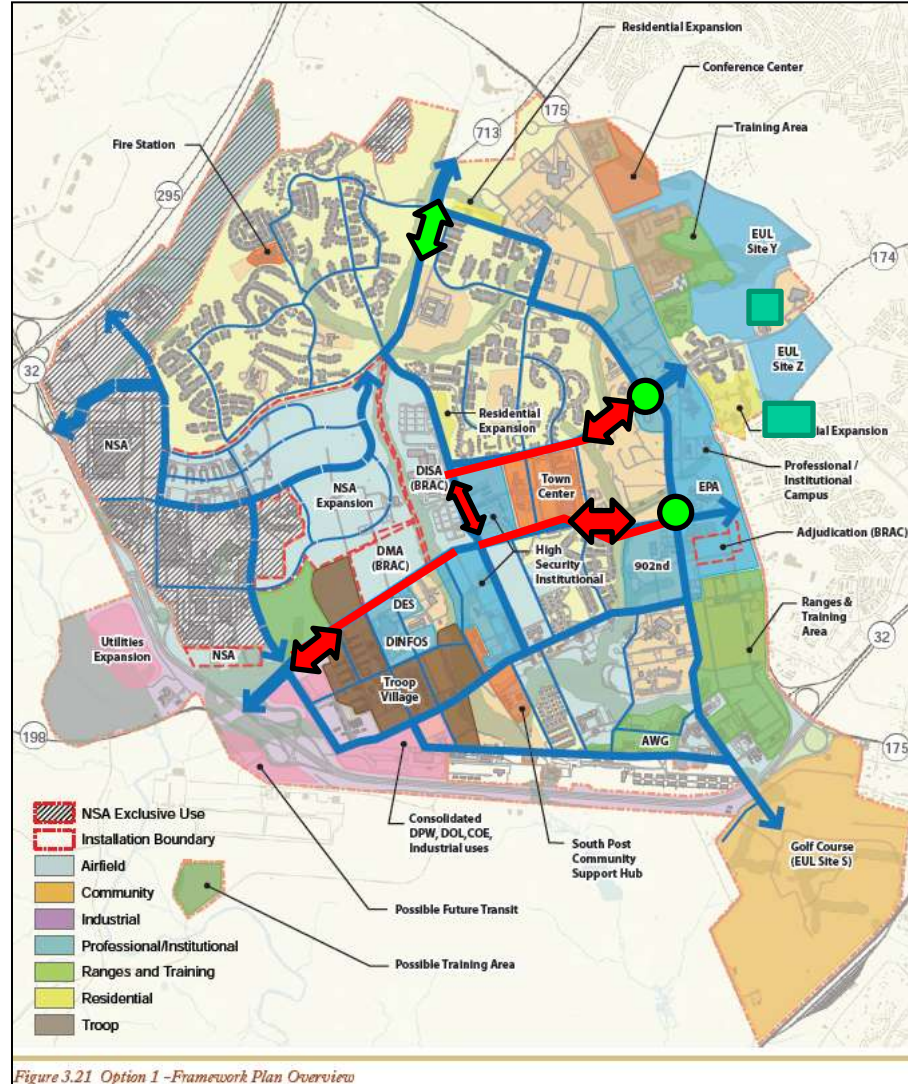 Residential Expansion
Conference Center
175
713
Training Area
Fire Station
295
EUL
Site Y
174
32
EUL
Site Z
NSA
Residential
Expansion
Expansion
DISA
(BRAC)
Town
Center
Professional /
Institutional
Campus
NSA
Expansion
EPA
Adjudication (BRAC)
DMA
(BRAC)
High
Security
Institutional
902nd
DES
Ranges &
Training
Area
DINFOS
Utilities
Expansion
NSA
32
Troop
Village
198
AWG
175
NSA Exclusive Use
Installation Boundary
Airfield
Community
Industrial
Professional/Institutional
Ranges and Training
Residential
Troop
Consolidated
DPW, DOL,COE,
Industrial uses
South Post
Community
Support Hub
Golf Course
(EUL Site S)
Possible Future Transit
Possible Training Area
Figure 3.21 Option 1 -Framework Plan Overview